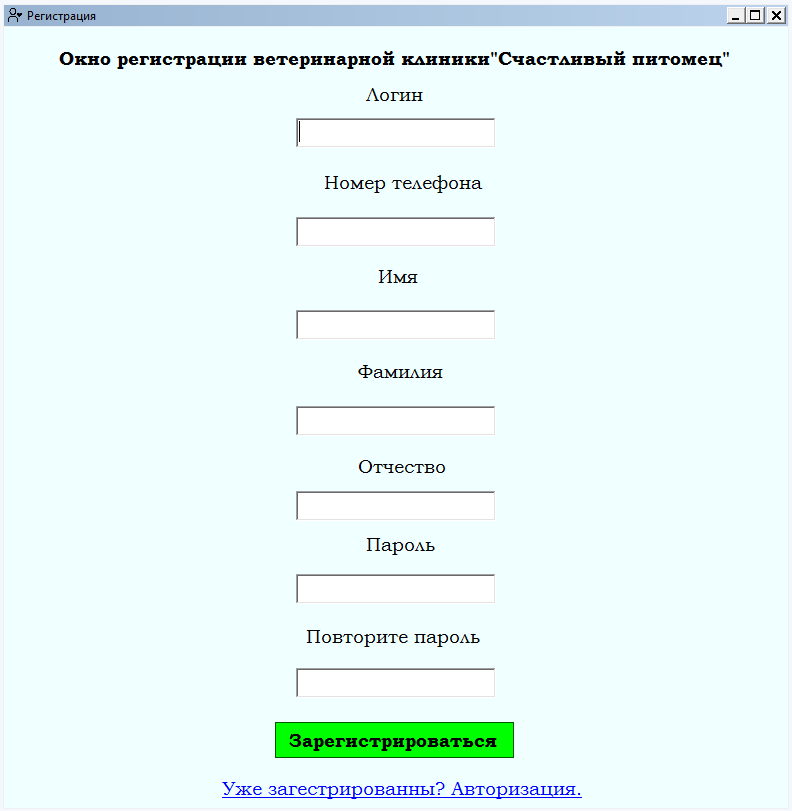 Регистрация
Окно регистрации ветеринарной клиники"Счастливый питомец"
Логин
Номер телефона
Имя
Фамилия
Отчество
Пароль
Повторите пароль
Зарегистрироваться
Уже загестрированны? Авторизация.